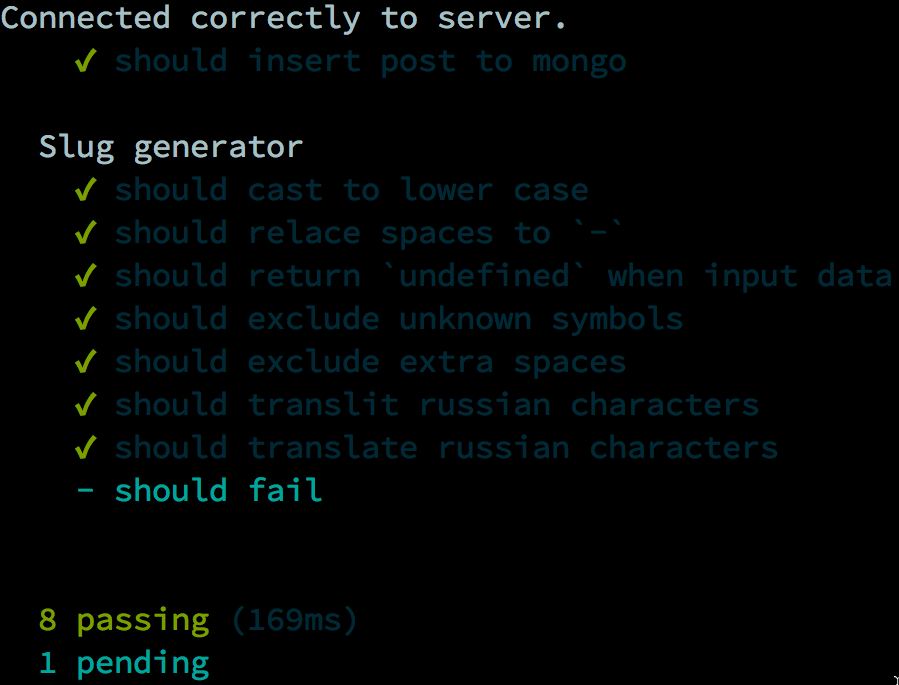 Connected correctly to server.
✓ should insert post to mongo
Slug generator
✓ should cast to lower case
✓ should relace spaces to `-`
✓ should return `undefined` when input data
✓ should exclude unknown symbols
✓ should exclude extra spaces
✓ should translit russian characters
✓ should translate russian characters
- should fail
8 passing (169ms)
1 pending